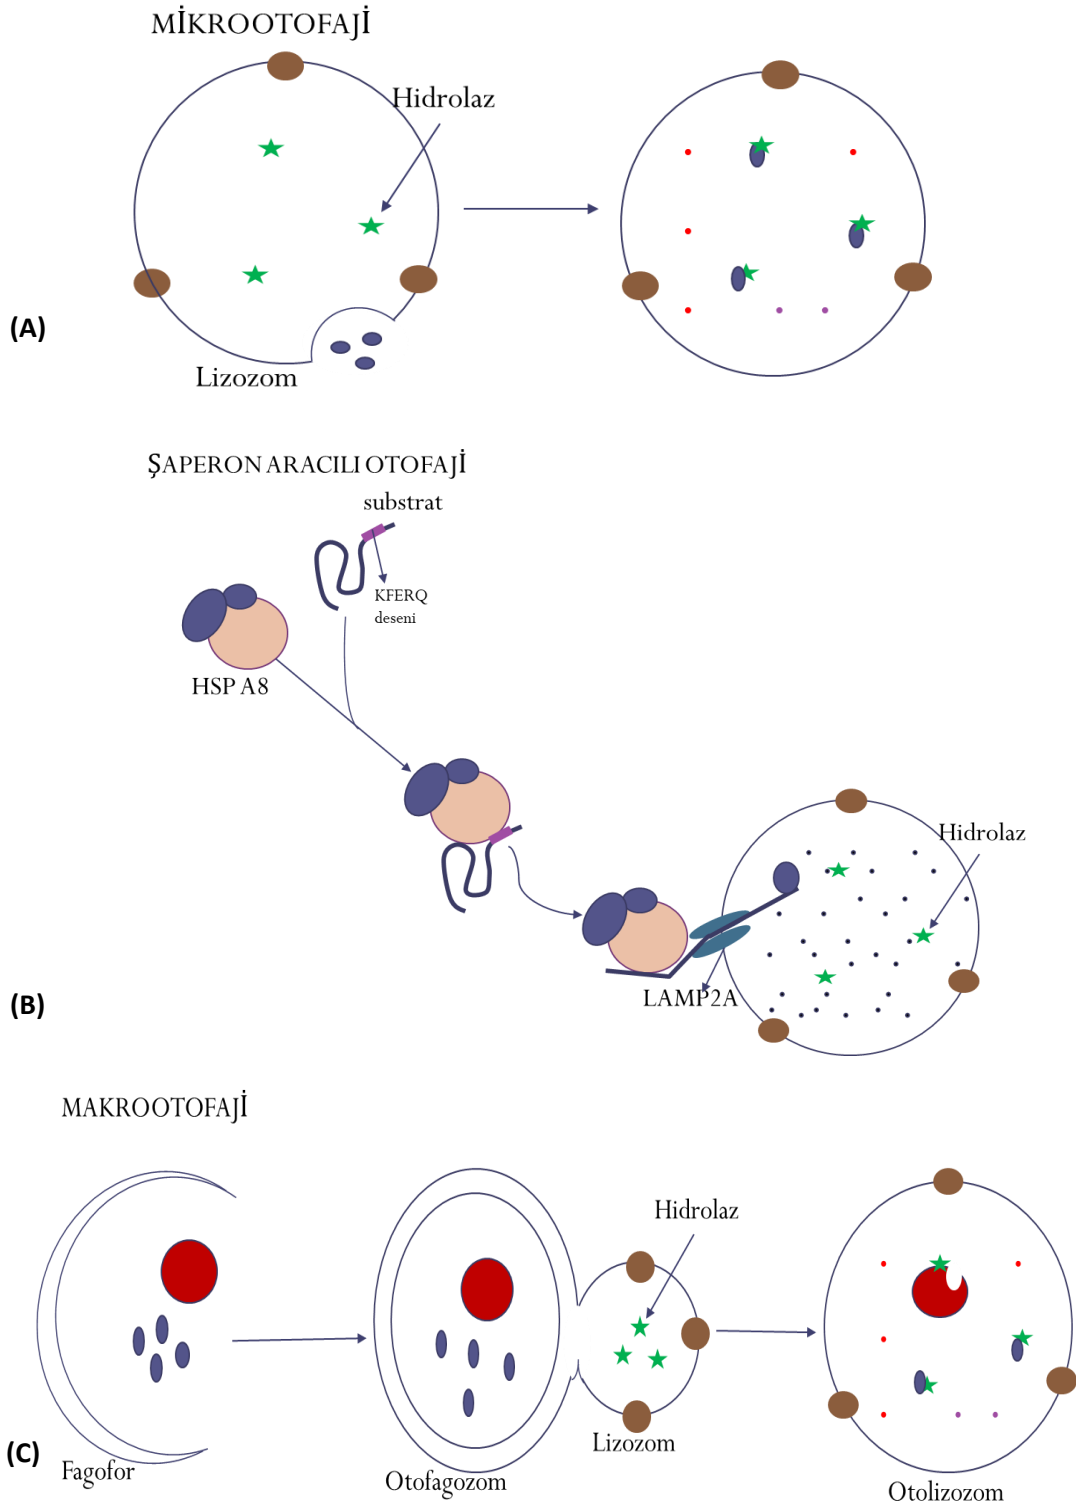 MİKROOTOFAJİ
Hidrolaz
(A)
Lizozom
ŞAPERON ARACILI OTOFAJİ
substrat
KFERQ
deseni
HSP A8
Hidrolaz
LAMP2A
(B)
MAKROOTOFAJİ
Hidrolaz
Lizozom
(C)
Fagofor
Otofagozom
Otolizozom